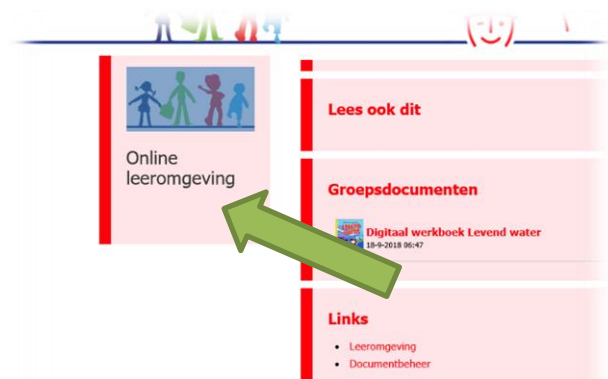 Online
leeromgeving
Lees ook dit
Groepsdocumenten
Digitaal werkboek Levend water
18-9-2018 06:47
Links
• Leeromgeving
• Documentbeheer